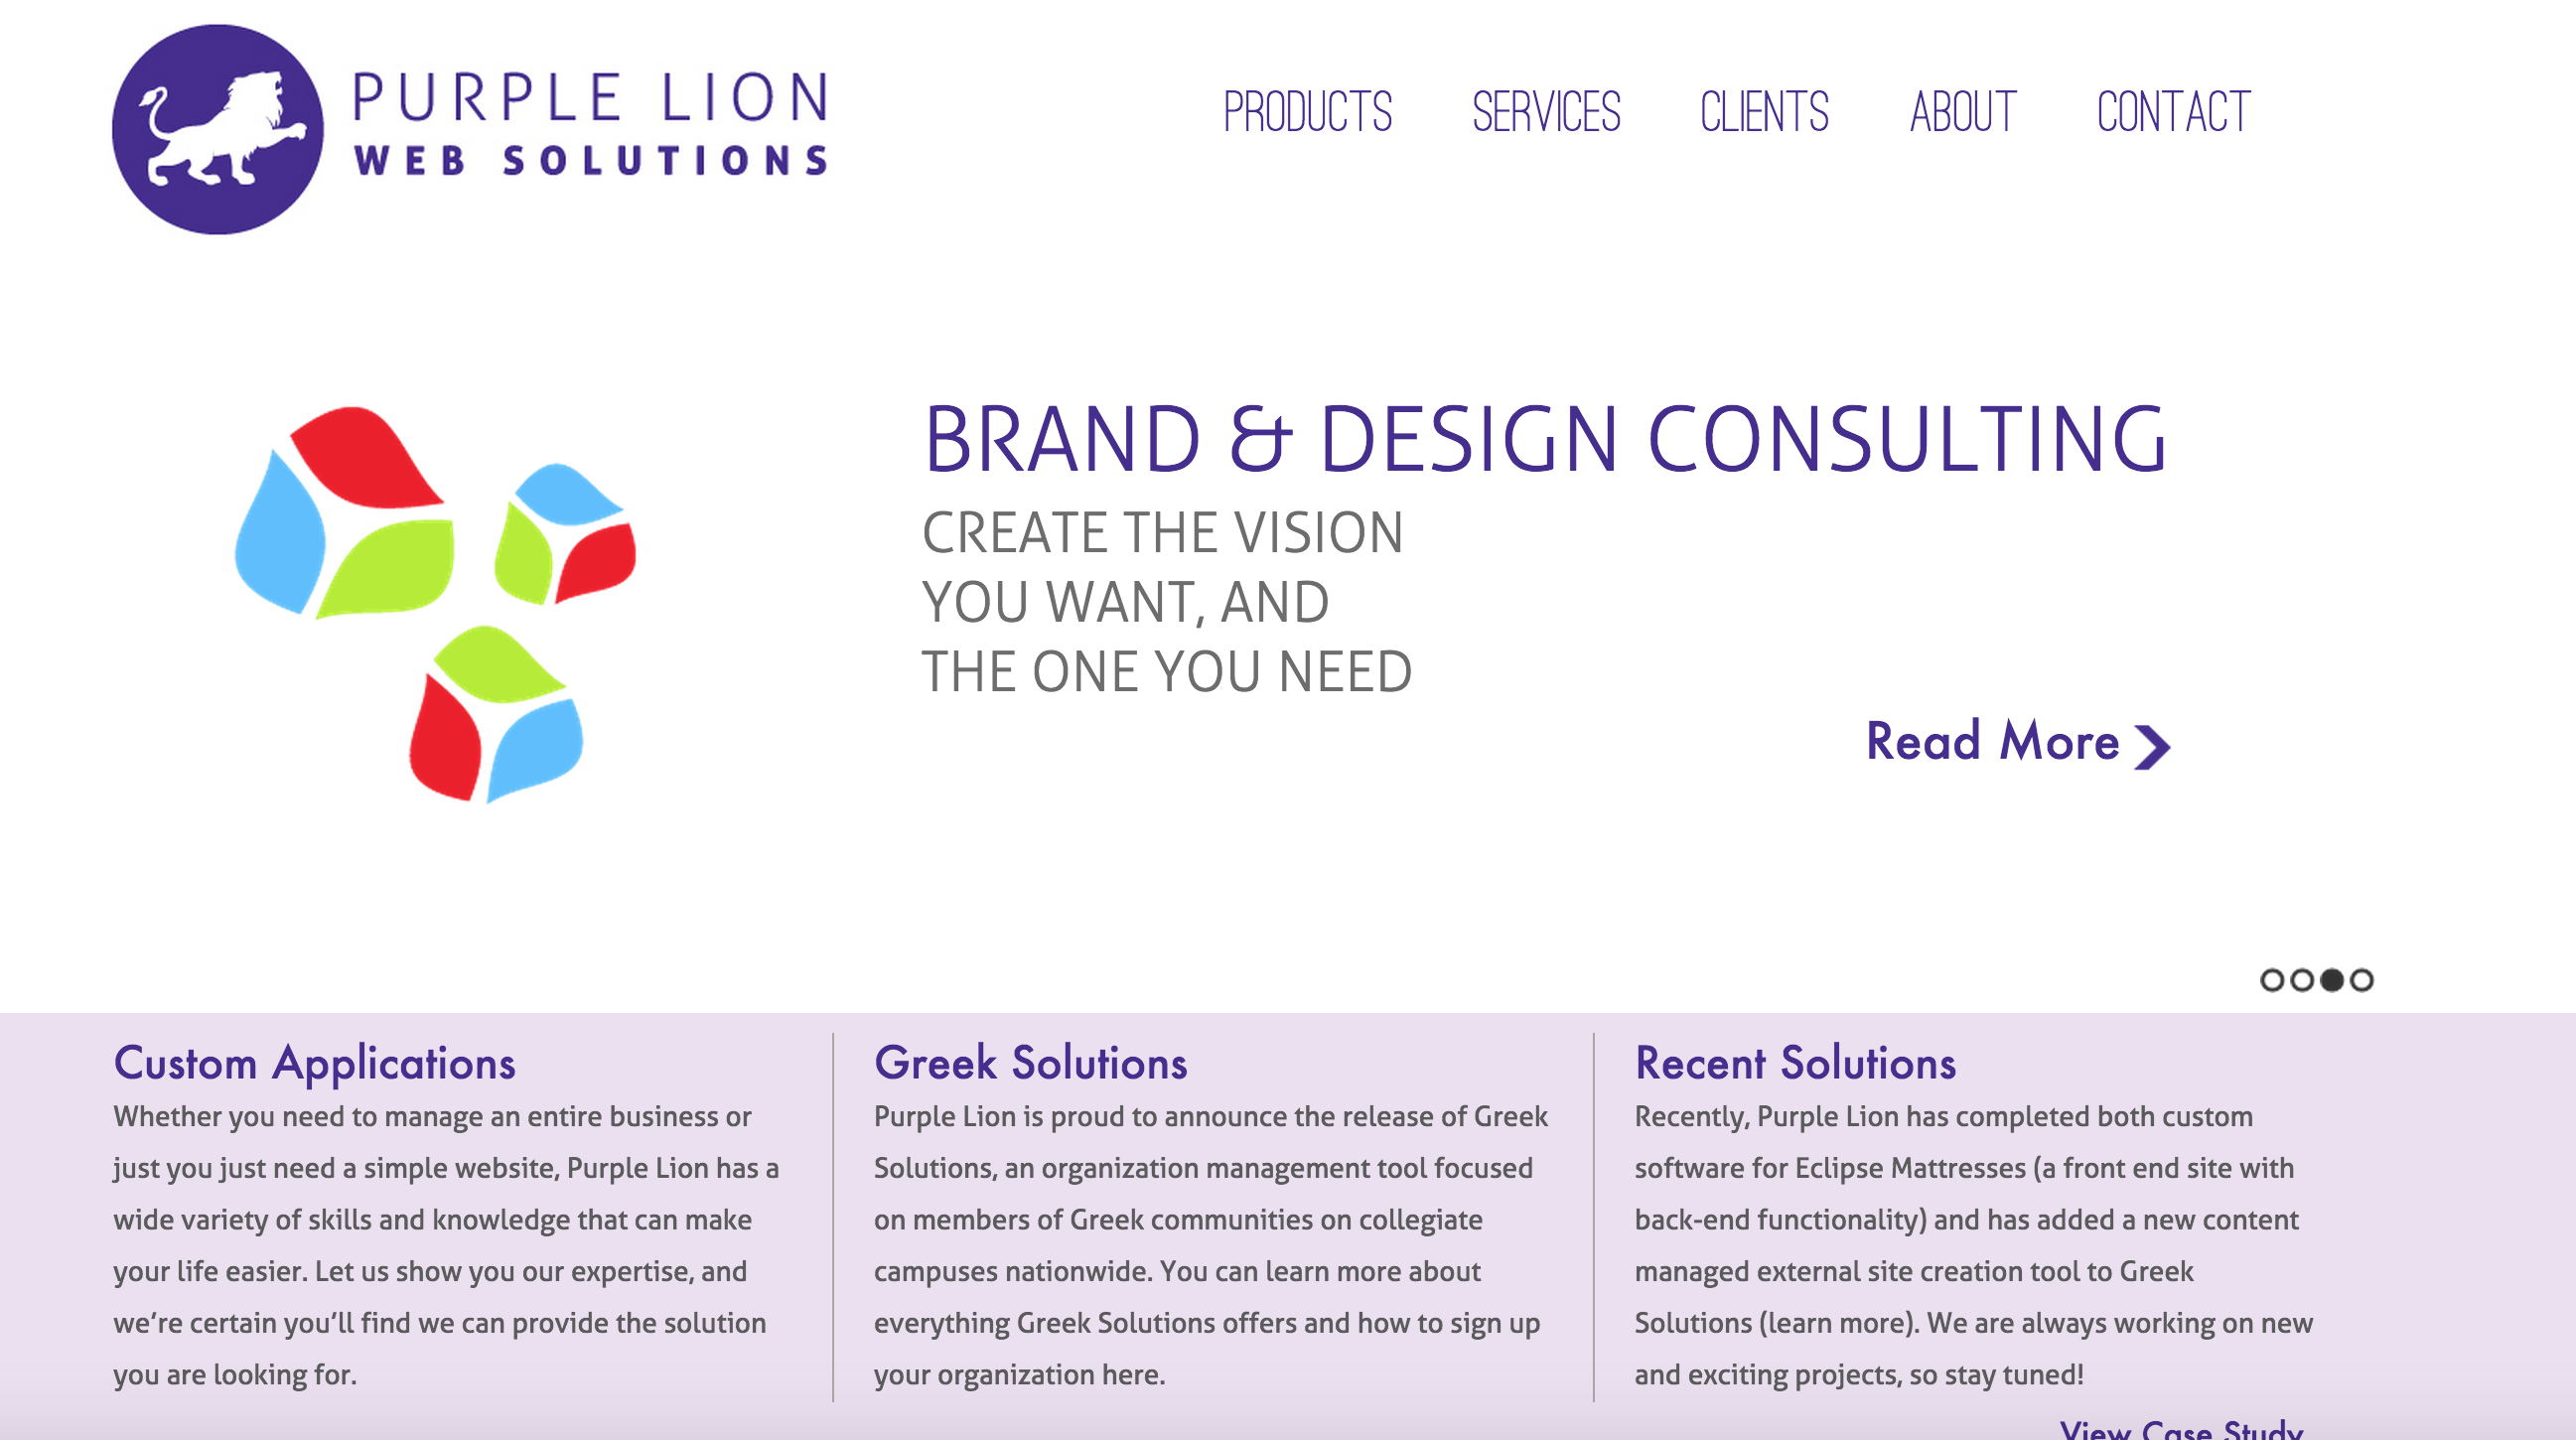 PURPLE LION
WEB SOLUTIONS
PRODUCTS SERVICES CLIENTS ABOUT CONTACT
BRAND & DESIGN CONSULTING
CREATE THE VISION
YOU WANT, AND
THE ONE YOU NEED
Read More
Custom Applications
Whether you need to manage an entire business or
just you just need a simple website, Purple Lion has a
wide variety of skills and knowledge that can make
your life easier. Let us show you our expertise, and
we’re certain you’ll find we can provide the solution
you are looking for.
Greek Solutions
Purple Lion is proud to announce the release of Greek
Solutions, an organization management tool focused
on members of Greek communities on collegiate
campuses nationwide. You can learn more about
everything Greek Solutions offers and how to sign up
your organization here.
Recent Solutions
Recently, Purple Lion has completed both custom
software for Eclipse Mattresses (a front end site with
back-end functionality) and has added a new content
managed external site creation tool to Greek
Solutions (learn more). We are always working on new
and exciting projects, so stay tuned!
View Case Study